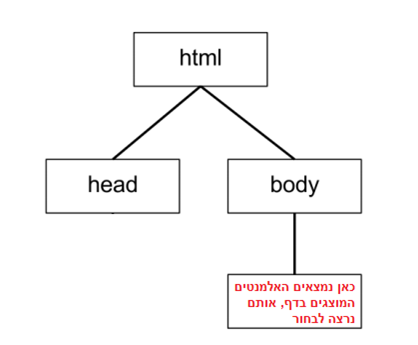 html
head
body
כאן נמצאים האלמנטים
המוצגים בדף, אותם
נרצה לבחור